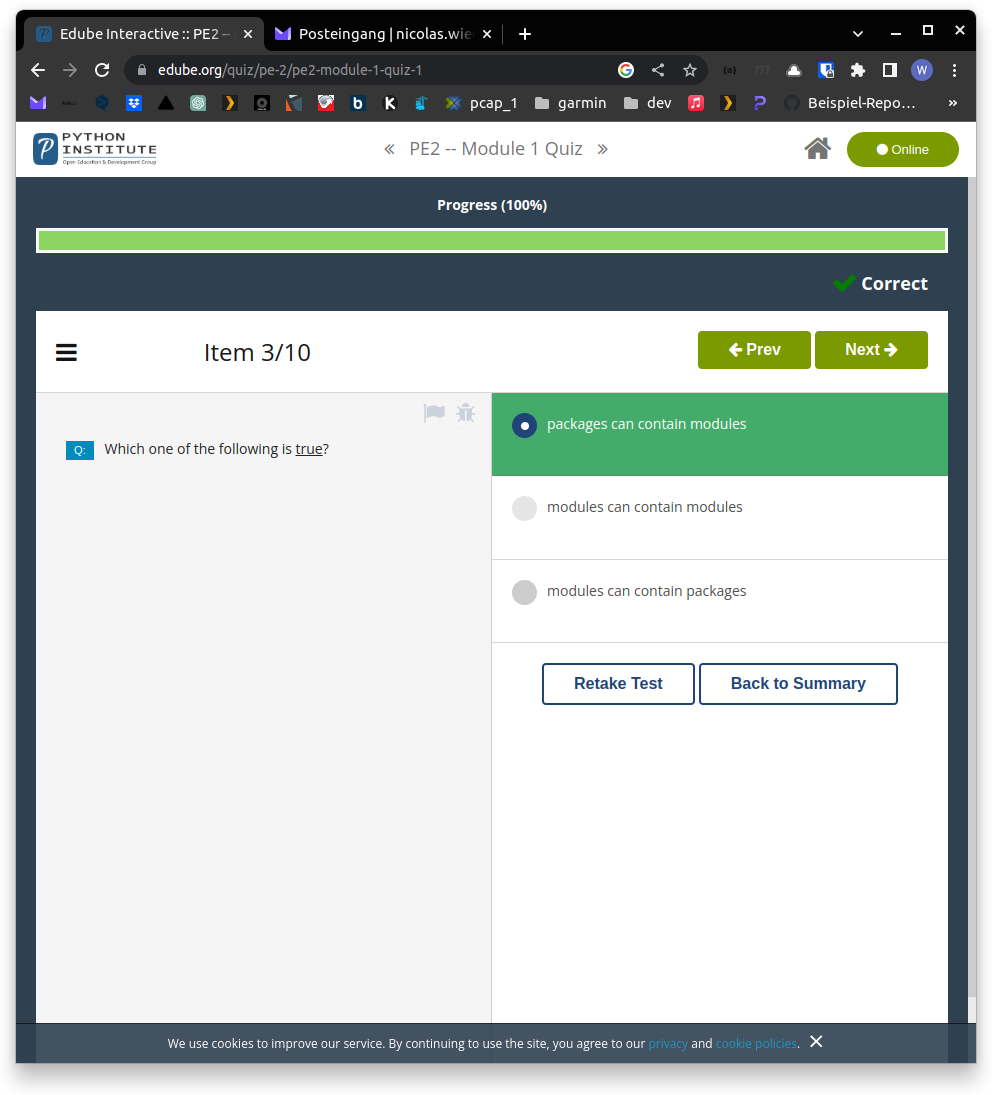 Edube Interactive :: PE2 –
Posteingang | nicolas.wie
edube.org/quiz/pe-2/pe2-module-1-quiz-1
W
pcap_1 garmin dev Beispiel-Repo… »
PYTHON
INSTITUTE
Open Education & Development Group
« PE2 -- Module 1 Quiz »
Online
Progress (100%)
Correct
Item 3/10
Prev Next
Q: Which one of the following is true?
packages can contain modules
modules can contain modules
modules can contain packages
Retake Test Back to Summary
We use cookies to improve our service. By continuing to use the site, you agree to our privacy and cookie policies.